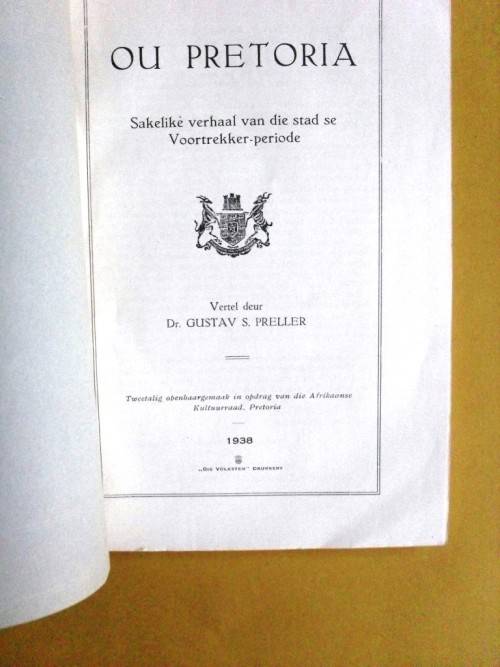 OU PRETORIA
Sakelike verhaal van die stad se
Voortrekker-periode
Vertel deur
Dr. GUSTAV S. PRELLER
Tweetalig openbaargemaak in opdrag van die Afrikaanse
Kultuurraad, Pretoria
1938
„DIE VOLKSTEM" DRUKKERY